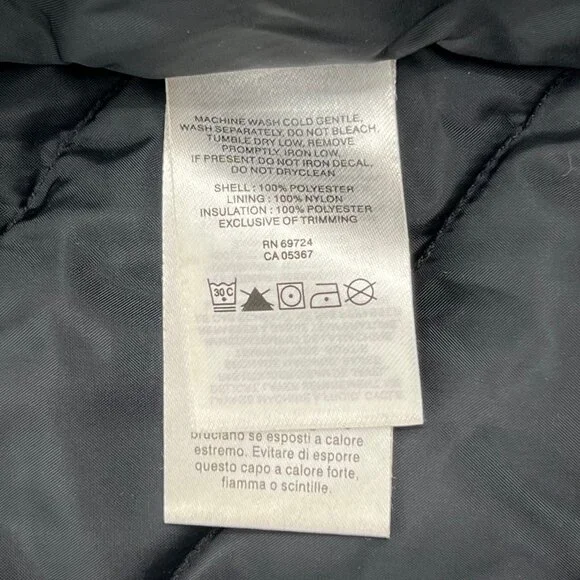 MACHINE WASH COLD GENTLE,
WASH SEPARATELY, DO NOT BLEACH,
TUMBLE DRY LOW, REMOVE
PROMPTLY, IRON LOW,
IF PRESENT DO NOT IRON DECAL,
DO NOT DRYCLEAN
SHELL : 100% POLYESTER
LINING : 100% NYLON
INSULATION : 100% POLYESTER
EXCLUSIVE OF TRIMMING
RN 69724
CA 05367
30 C
bruciano se esposti a calore
estremo. Evitare di esporre
questo capo a calore forte,
fiamma o scintille.